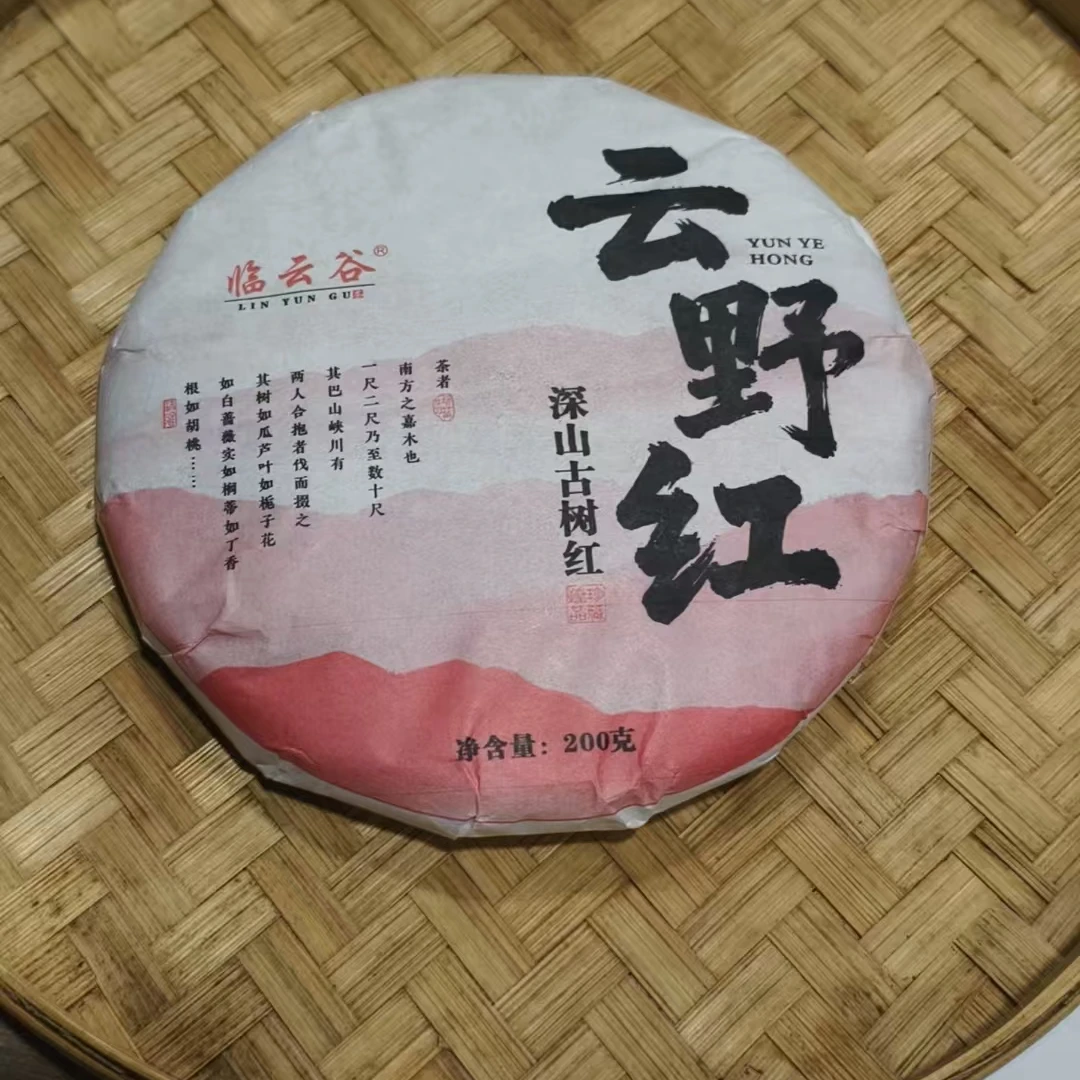 云野红
YUN YE
HONG
深山古树红
临云谷®
LIN YUN GU
茶者
南方之嘉木也
一尺二尺乃至数十尺
其巴山峡川有
两人合抱者伐而掇之
其树如瓜芦叶如栀子花
如白蔷薇实如栟蒂如丁香
根如胡桃……
净含量：200克